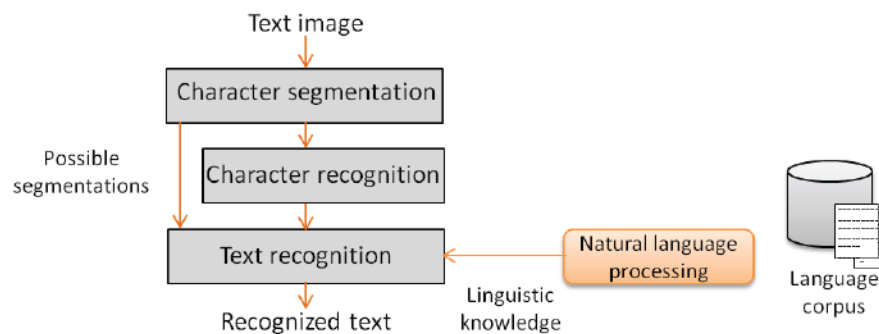 Text image
Character segmentation
Possible
segmentations
Character recognition
Text recognition
Natural language
processing
Linguistic
knowledge
Language
corpus
Recognized text